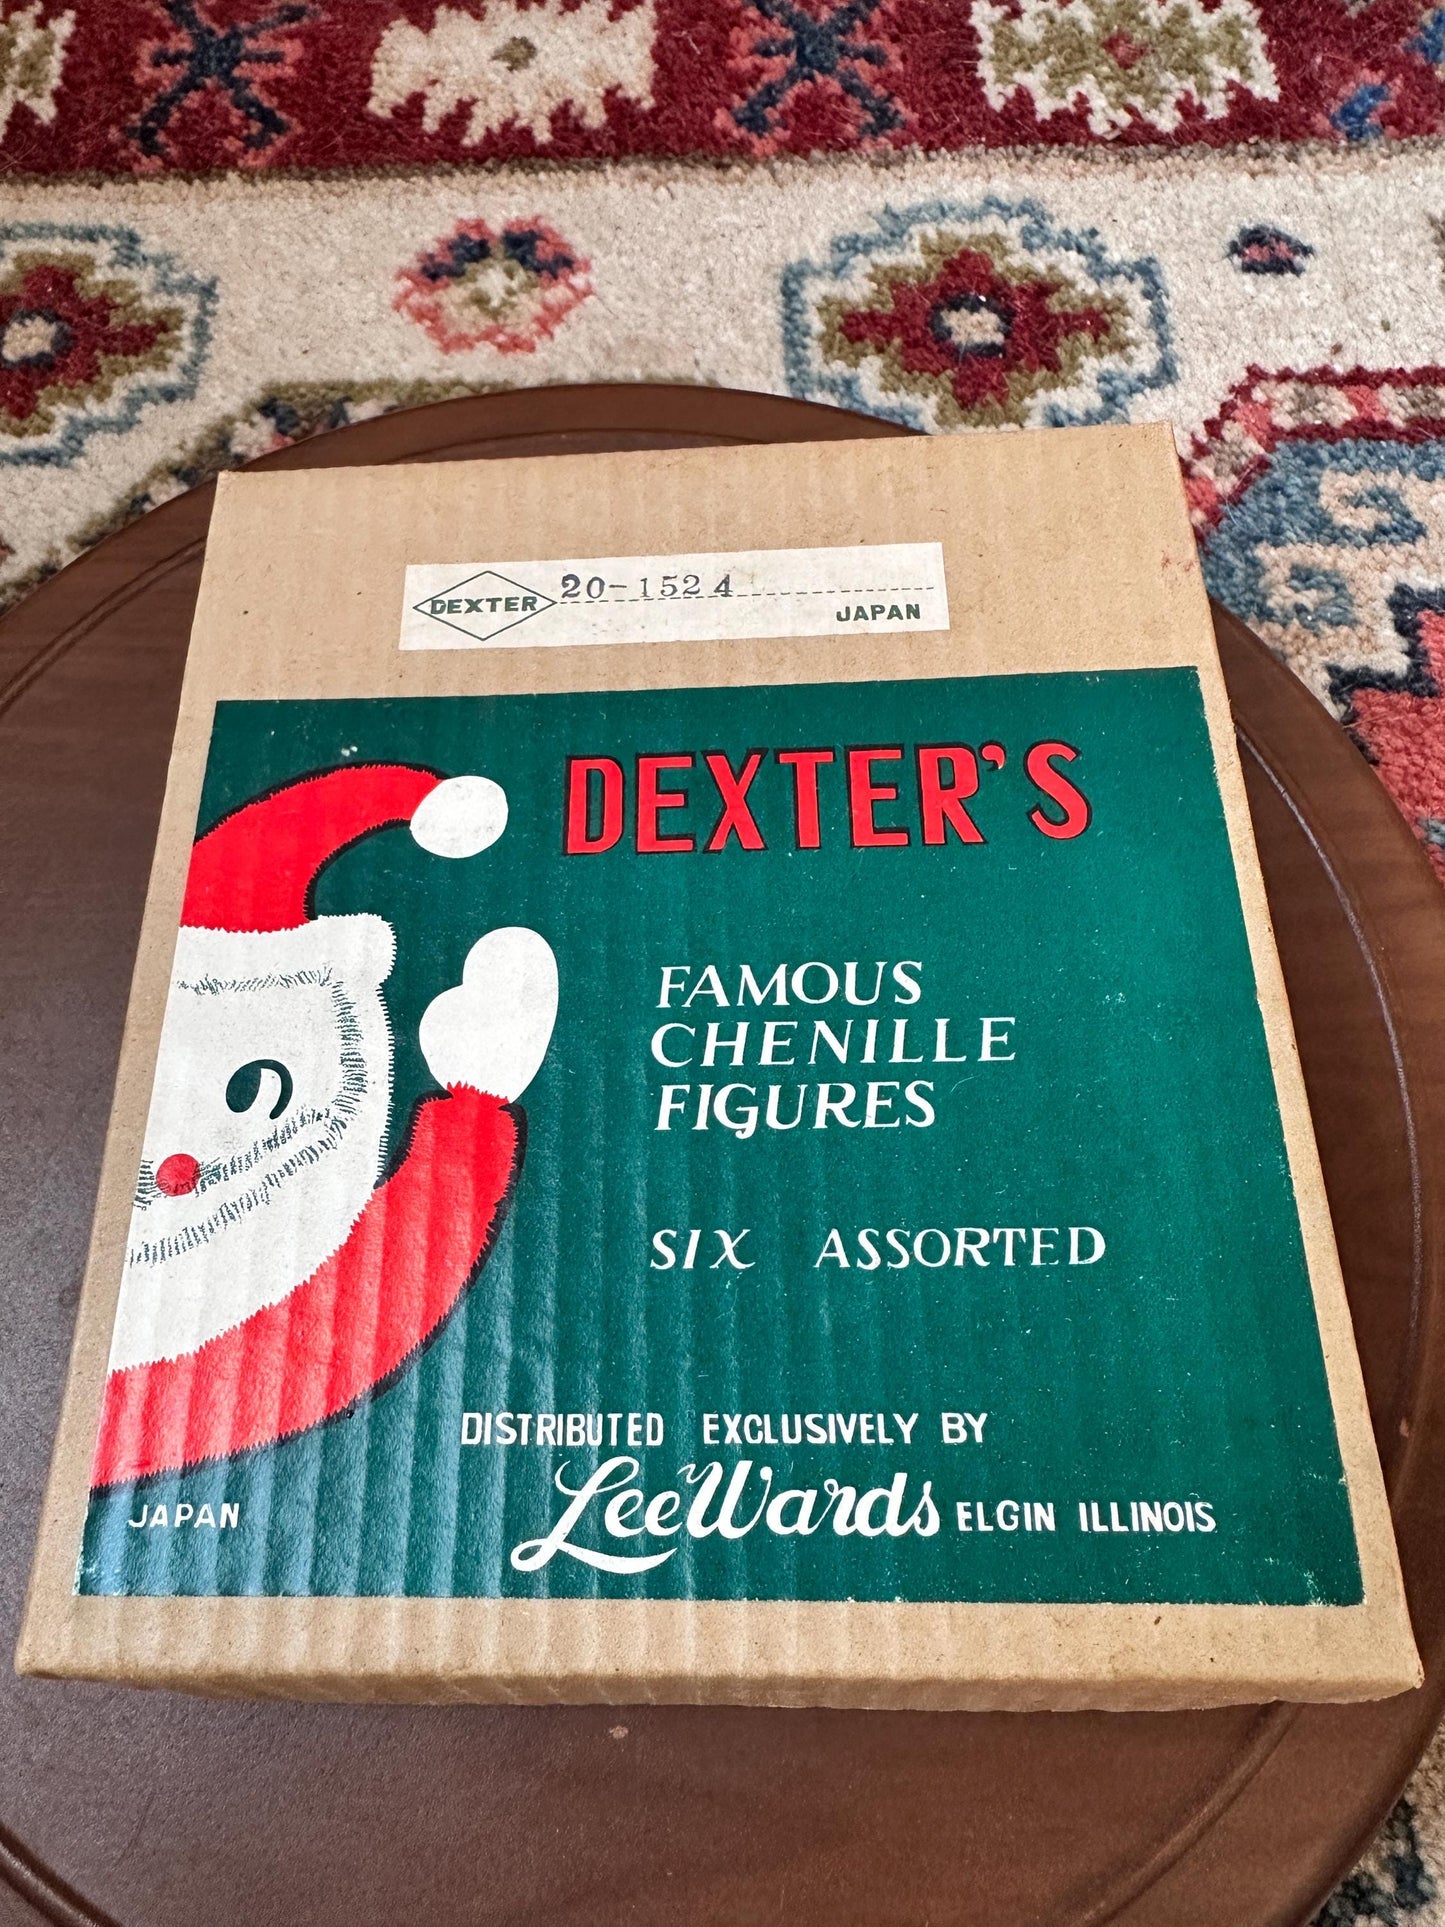 DEXTER 20-1524
JAPAN
DEXTER'S
FAMOUS
CHENILLE
FIGURES
SIX ASSORTED
DISTRIBUTED EXCLUSIVELY BY
LeeWards ELGIN ILLINOIS
JAPAN